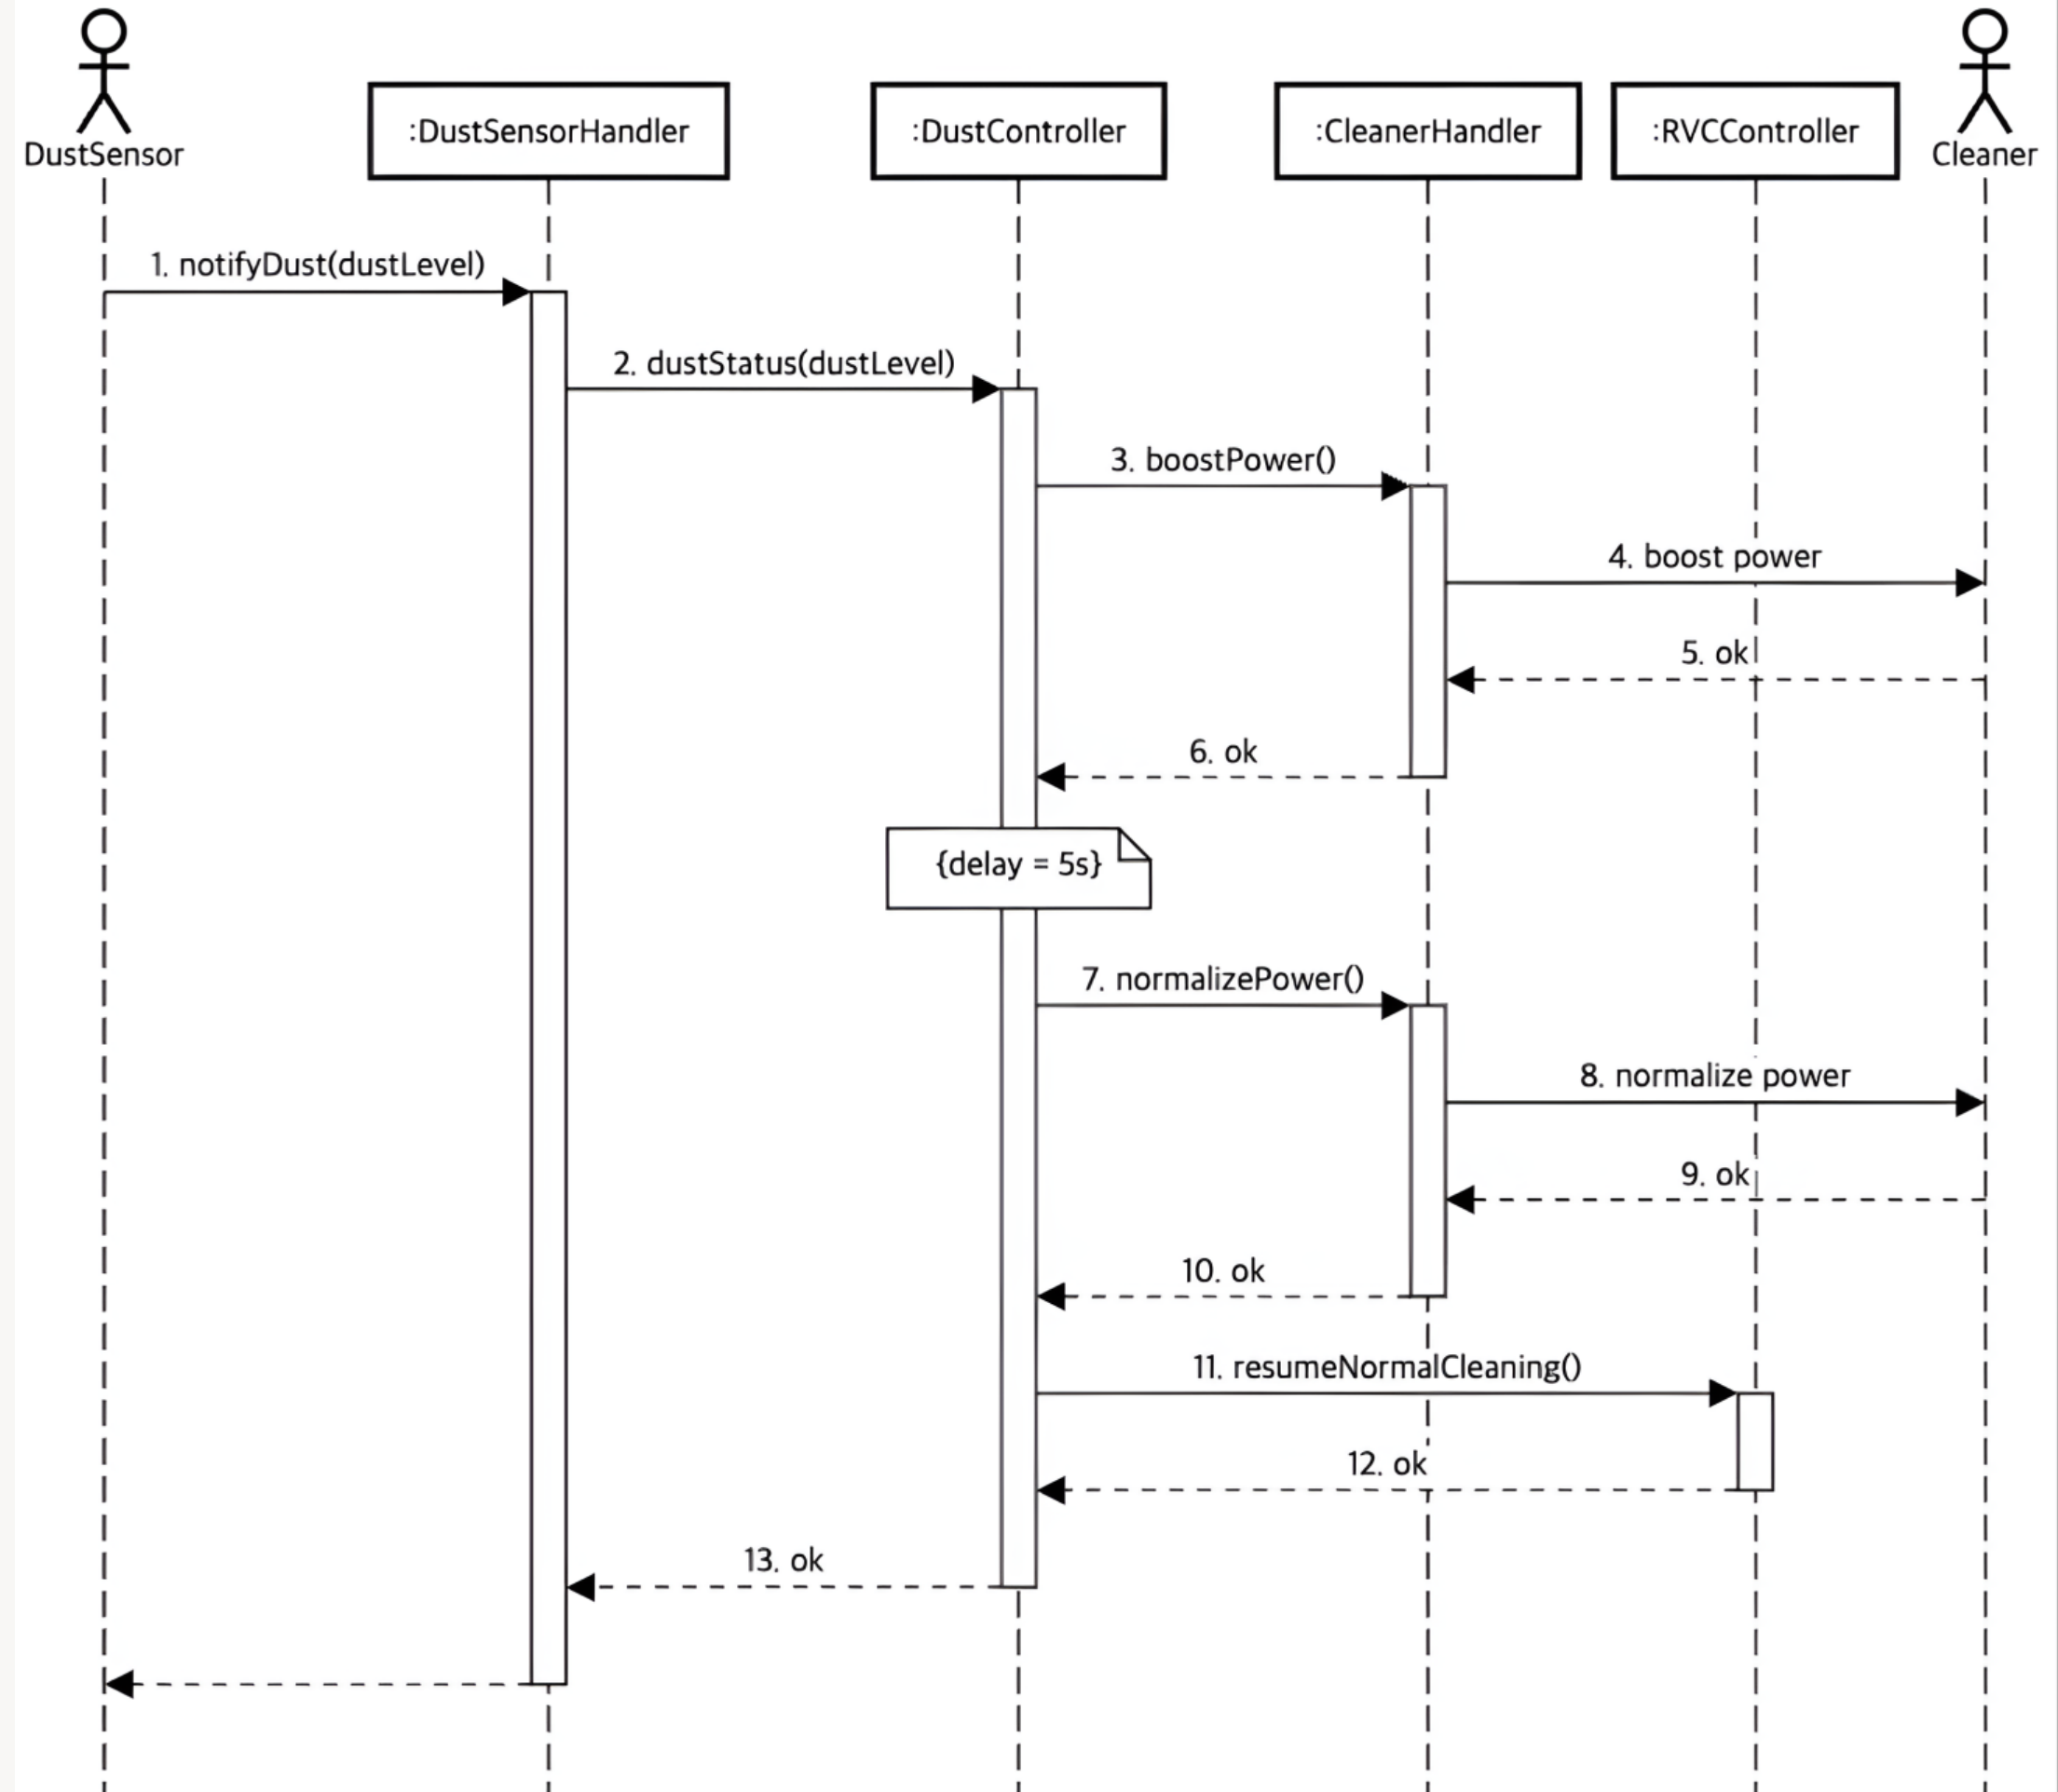 DustSensor
:DustSensorHandler
:DustController
:CleanerHandler
:RVCController
Cleaner
1. notifyDust(dustLevel)
2. dustStatus(dustLevel)
3. boostPower()
4. boost power
5. ok
6. ok
{delay = 5s}
7. normalizePower()
8. normalize power
9. ok
10. ok
11. resumeNormalCleaning()
12. ok
13. ok